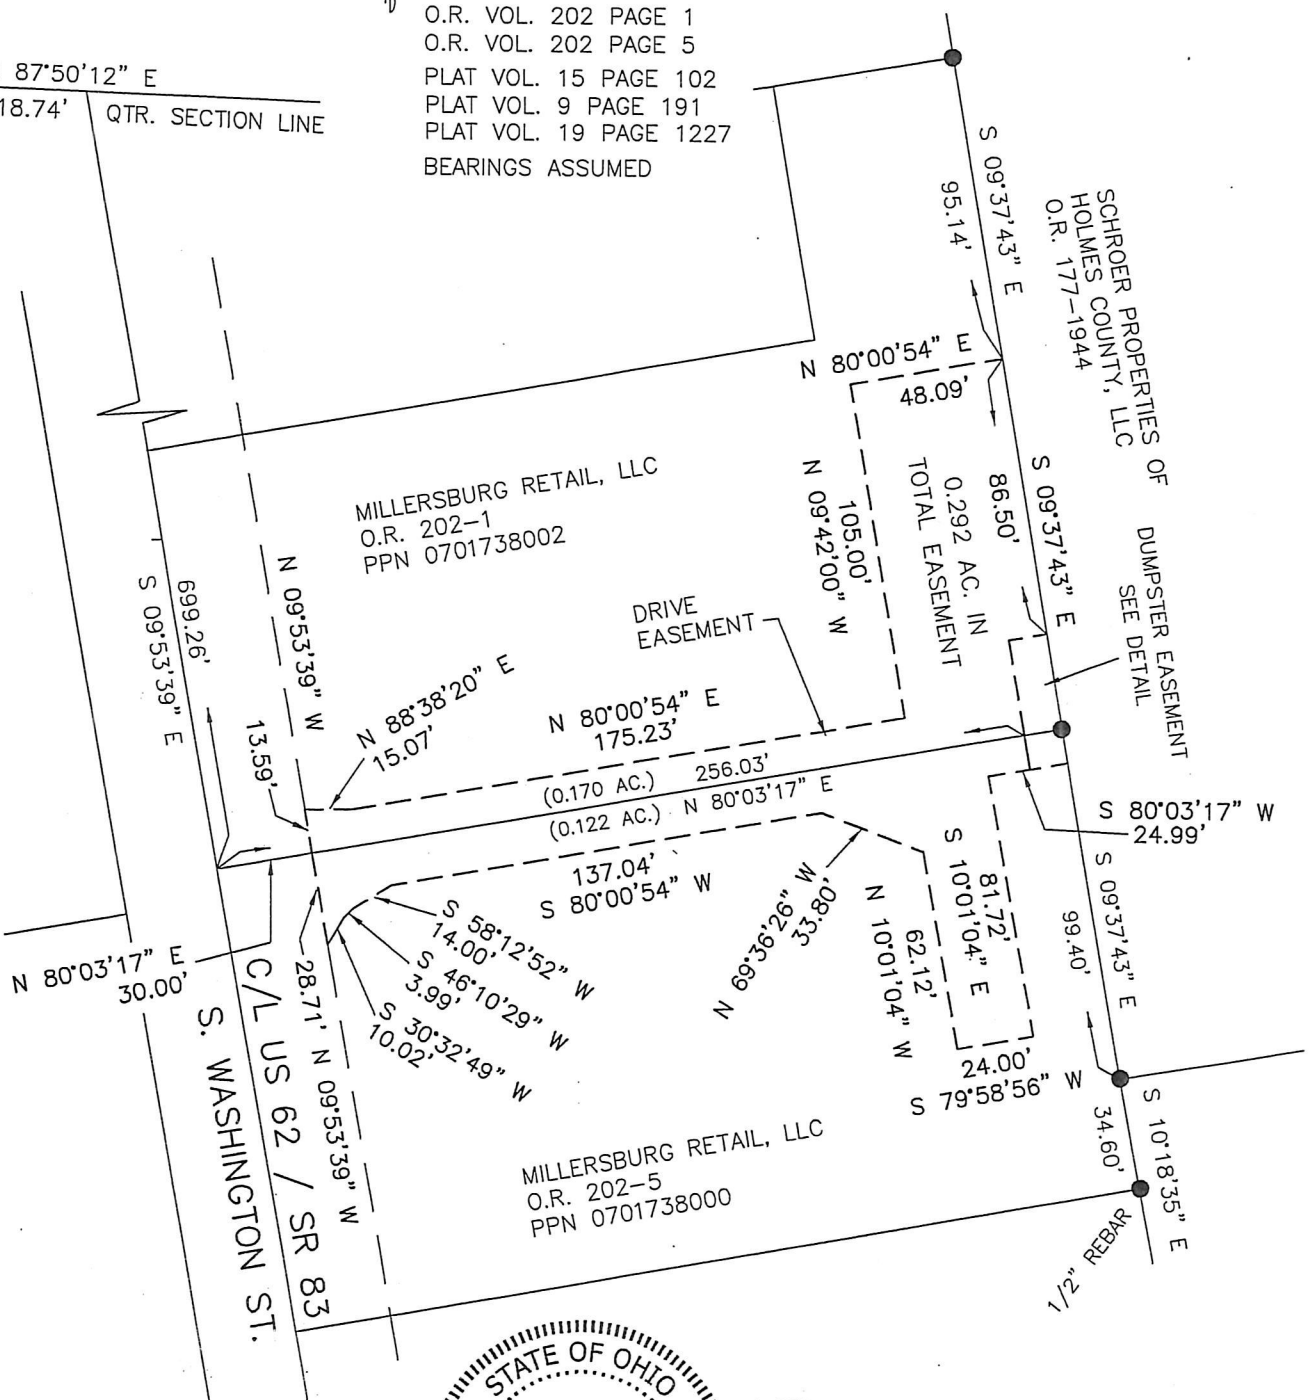 O.R. VOL. 202 PAGE 1
O.R. VOL. 202 PAGE 5
PLAT VOL. 15 PAGE 102
PLAT VOL. 9 PAGE 191
PLAT VOL. 19 PAGE 1227
BEARINGS ASSUMED
87°50'12" E
18.74' QTR. SECTION LINE
S 09°37'43" E
95.14'
SCHROER PROPERTIES OF
HOLMES COUNTY, LLC
O.R. 177-1944
N 80°00'54" E
48.09'
MILLERSBURG RETAIL, LLC
O.R. 202-1
PPN 0701738002
105.00'
N 09°42'00" W
0.292 AC. IN
TOTAL EASEMENT
S 09°37'43" E
86.50'
DUMPSTER EASEMENT
SEE DETAIL
699.26'
S 09°53'39" E
N 09°53'39" W
13.59'
DRIVE
EASEMENT
N 88°38'20" E
15.07'
N 80°00'54" E
175.23'
(0.170 AC.) 256.03'
(0.122 AC.) N 80°03'17" E
137.04'
S 80°00'54" W
S 80°03'17" W
24.99'
N 69°36'26" W
33.80'
62.12'
N 10°01'04" W
81.72'
S 10°01'04" E
S 09°37'43" E
99.40'
24.00'
S 79°58'56" W
S 58°12'52" W
14.00'
S 46°10'29" W
3.99'
S 30°32'49" W
10.02'
N 80°03'17" E
30.00'
28.71' N 09°53'39" W
C/L US 62 / SR 83
S. WASHINGTON ST.
MILLERSBURG RETAIL, LLC
O.R. 202-5
PPN 0701738000
S 10°18'35" E
34.60'
1/2" REBAR
STATE OF OHIO